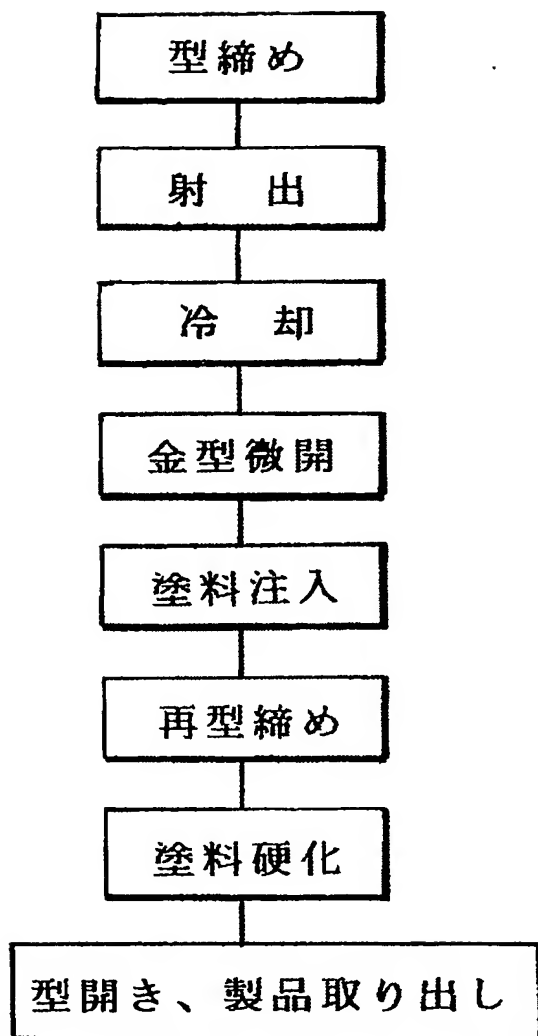 型締め
射 出
冷 却
金型微開
塗料注入
再型締め
塗料硬化
型開き、製品取り出し